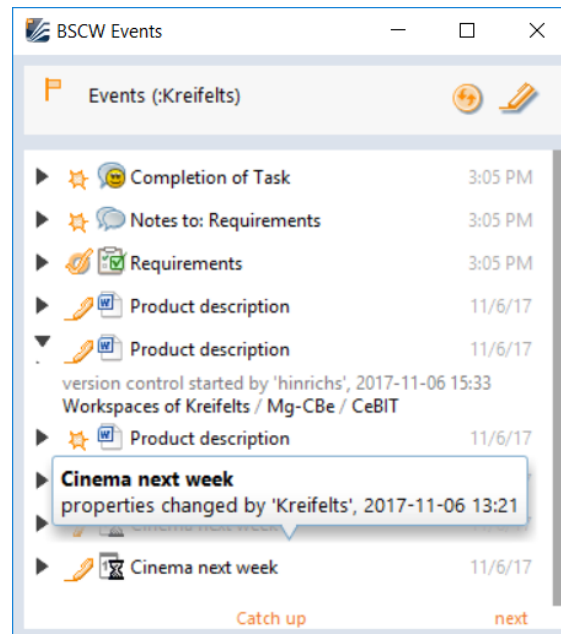 BSCW Events
Events (:Kreifelts)
Completion of Task 3:05 PM
Notes to: Requirements 3:05 PM
Requirements 3:05 PM
Product description 11/6/17
Product description 11/6/17
version control started by 'hinrichs', 2017-11-06 15:33
Workspaces of Kreifelts / Mg-CBe / CeBIT
Product description 11/6/17
Cinema next week
properties changed by 'Kreifelts', 2017-11-06 13:21
Cinema next week
Cinema next week 11/6/17
Catch up next